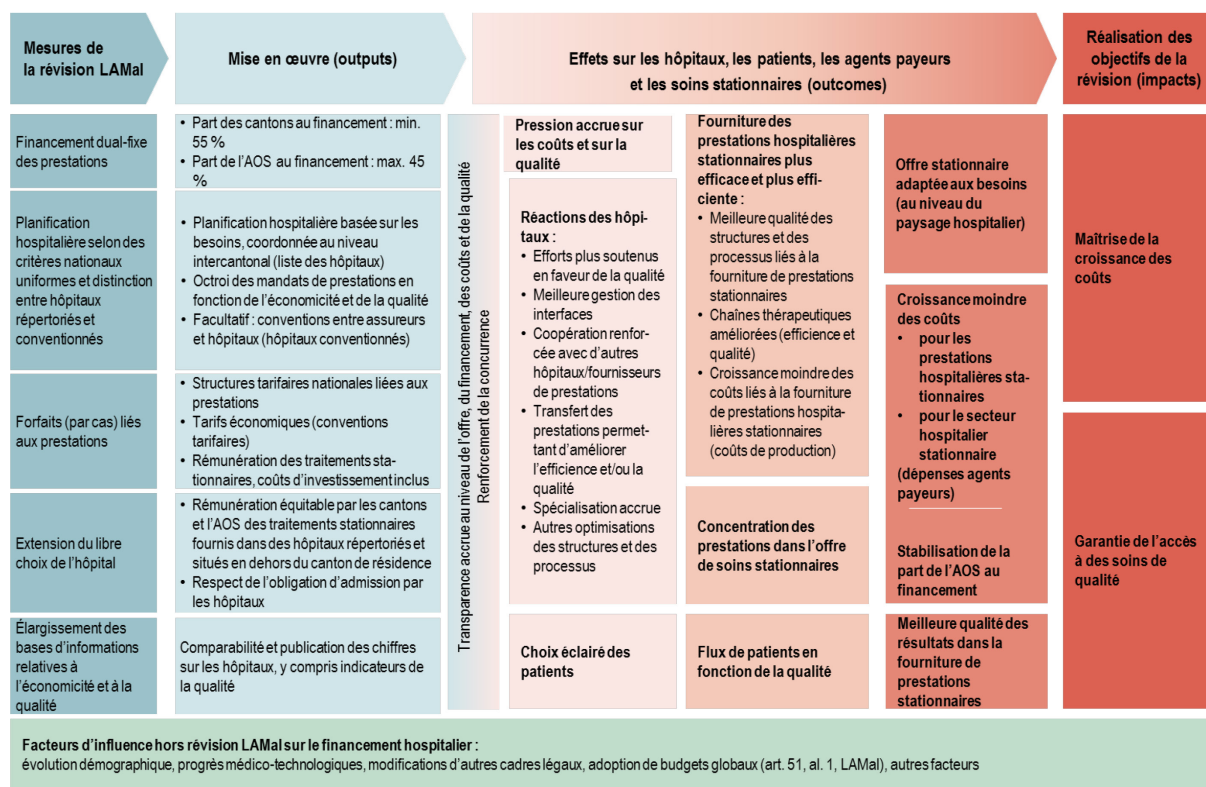 Mesures de
la révision LAMal
Mise en œuvre (outputs)
Effets sur les hôpitaux, les patients, les agents payeurs
et les soins stationnaires (outcomes)
Réalisation des
objectifs de la
révision (impacts)
Financement dual-fixe
des prestations
• Part des cantons au financement : min.
55 %
• Part de l’AOS au financement : max. 45
%
Planification
hospitalière selon des
critères nationaux
uniformes et distinction
entre hôpitaux
répertoriés et
conventionnés
• Planification hospitalière basée sur les
besoins, coordonnée au niveau
intercantonal (liste des hôpitaux)
• Octroi des mandats de prestations en
fonction de l’économicité et de la qualité
• Facultatif : conventions entre assureurs
et hôpitaux (hôpitaux conventionnés)
Forfaits (par cas) liés
aux prestations
• Structures tarifaires nationales liées aux
prestations
• Tarifs économiques (conventions
tarifaires)
• Rémunération des traitements sta-
tionnaires, coûts d’investissement inclus
Extension du libre
choix de l’hôpital
• Rémunération équitable par les cantons
et l’AOS des traitements stationnaires
fournis dans des hôpitaux répertoriés et
situés en dehors du canton de résidence
• Respect de l’obligation d’admission par
les hôpitaux
Élargissement des
bases d’informations
relatives à
l’économicité et à la
qualité
Comparabilité et publication des chiffres
sur les hôpitaux, y compris indicateurs de
la qualité
Transparence accrue au niveau de l’offre, du financement, des coûts et de la qualité
Renforcement de la concurrence
Pression accrue sur
les coûts et sur la
qualité
Réactions des hôpi-
taux :
• Efforts plus soutenus
en faveur de la qualité
• Meilleure gestion des
interfaces
• Coopération renfor-
cée avec d’autres
hôpitaux/fournisseurs
de prestations
• Transfert des
prestations permet-
tant d’améliorer
l’efficience et/ou la
qualité
• Spécialisation accrue
• Autres optimisations
des structures et des
processus
Choix éclairé des
patients
Fourniture des
prestations hospitalières
stationnaires plus
efficace et plus effi-
ciente :
• Meilleure qualité des
structures et des
processus liés à la
fourniture de prestations
stationnaires
• Chaînes thérapeutiques
améliorées (efficience et
qualité)
• Croissance moindre des
coûts liés à la fourniture
de prestations hospita-
lières stationnaires
(coûts de production)
Concentration des
prestations dans l’offre
de soins stationnaires
Flux de patients en
fonction de la qualité
Offre stationnaire
adaptée aux besoins
(au niveau du
paysage hospitalier)
Croissance moindre
des coûts
• pour les
prestations
hospitalières sta-
tionnaires
• pour le secteur
hospitalier
stationnaire
(dépenses agents
payeurs)
Stabilisation de la
part de l’AOS au
financement
Meilleure qualité des
résultats dans la
fourniture de
prestations
stationnaires
Maîtrise de la
croissance des
coûts
Garantie de l’accès
à des soins de
qualité
Facteurs d’influence hors révision LAMal sur le financement hospitalier :
évolution démographique, progrès médico-technologiques, modifications d’autres cadres légaux, adoption de budgets globaux (art. 51, al. 1, LAMal), autres facteurs